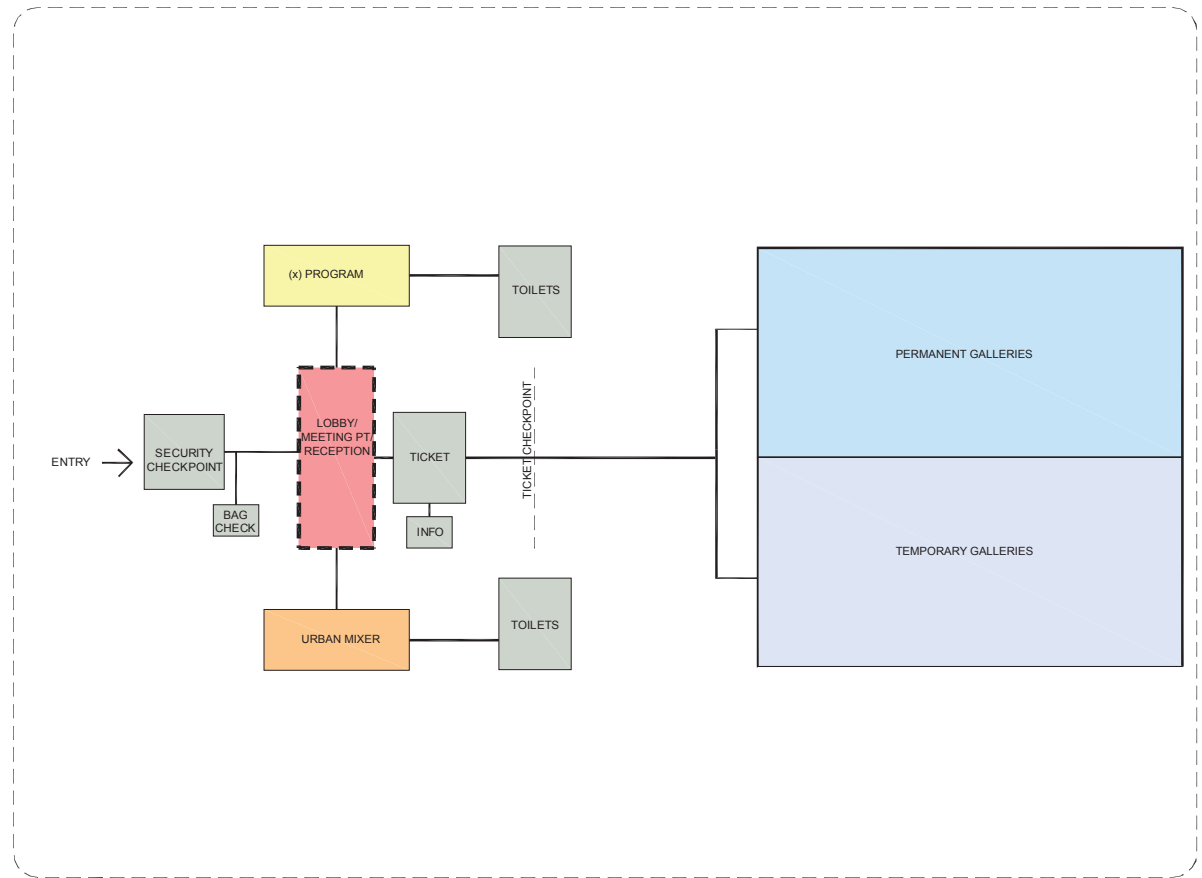 (x) PROGRAM
TOILETS
PERMANENT GALLERIES
ENTRY
SECURITY
CHECKPOINT
BAG
CHECK
LOBBY/
MEETING PT/
RECEPTION
TICKET
INFO
TICKET CHECKPOINT
TEMPORARY GALLERIES
URBAN MIXER
TOILETS